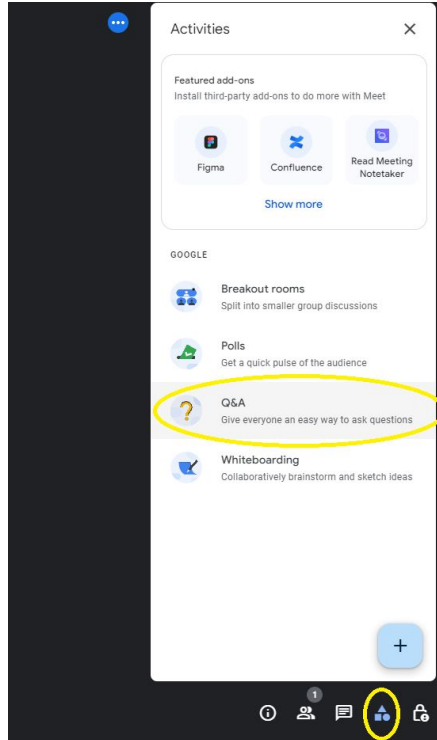 Activities
Featured add-ons
Install third-party add-ons to do more with Meet
Figma
Confluence
Read Meeting
Notetaker
Show more
GOOGLE
Breakout rooms
Split into smaller group discussions
Polls
Get a quick pulse of the audience
Q&A
Give everyone an easy way to ask questions
Whiteboarding
Collaboratively brainstorm and sketch ideas
1